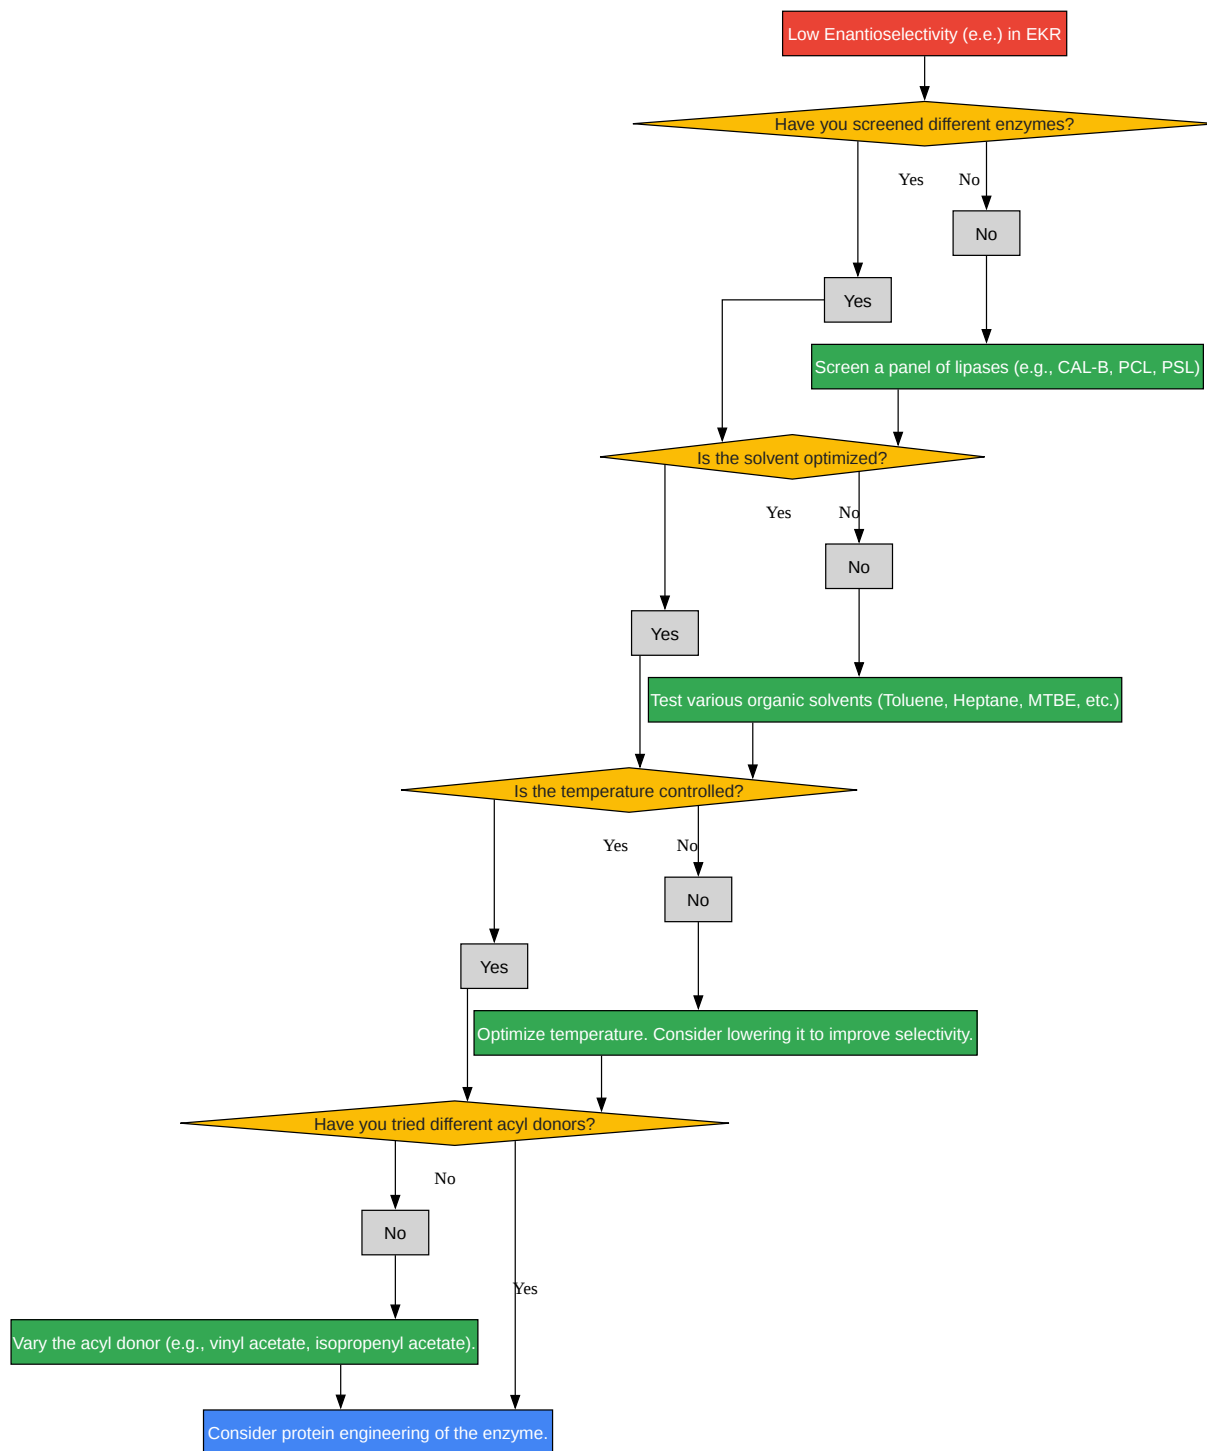 Low Enantioselectivity (e.e.) in EKR
Have you screened different enzymes?
Yes
No
No
Yes
Screen a panel of lipases (e.g., CAL-B, PCL, PSL)
Is the solvent optimized?
Yes
No
No
Yes
Test various organic solvents (Toluene, Heptane, MTBE, etc.)
Is the temperature controlled?
Yes
No
No
Yes
Optimize temperature. Consider lowering it to improve selectivity.
Have you tried different acyl donors?
No
No
Yes
Vary the acyl donor (e.g., vinyl acetate, isopropenyl acetate).
Consider protein engineering of the enzyme.